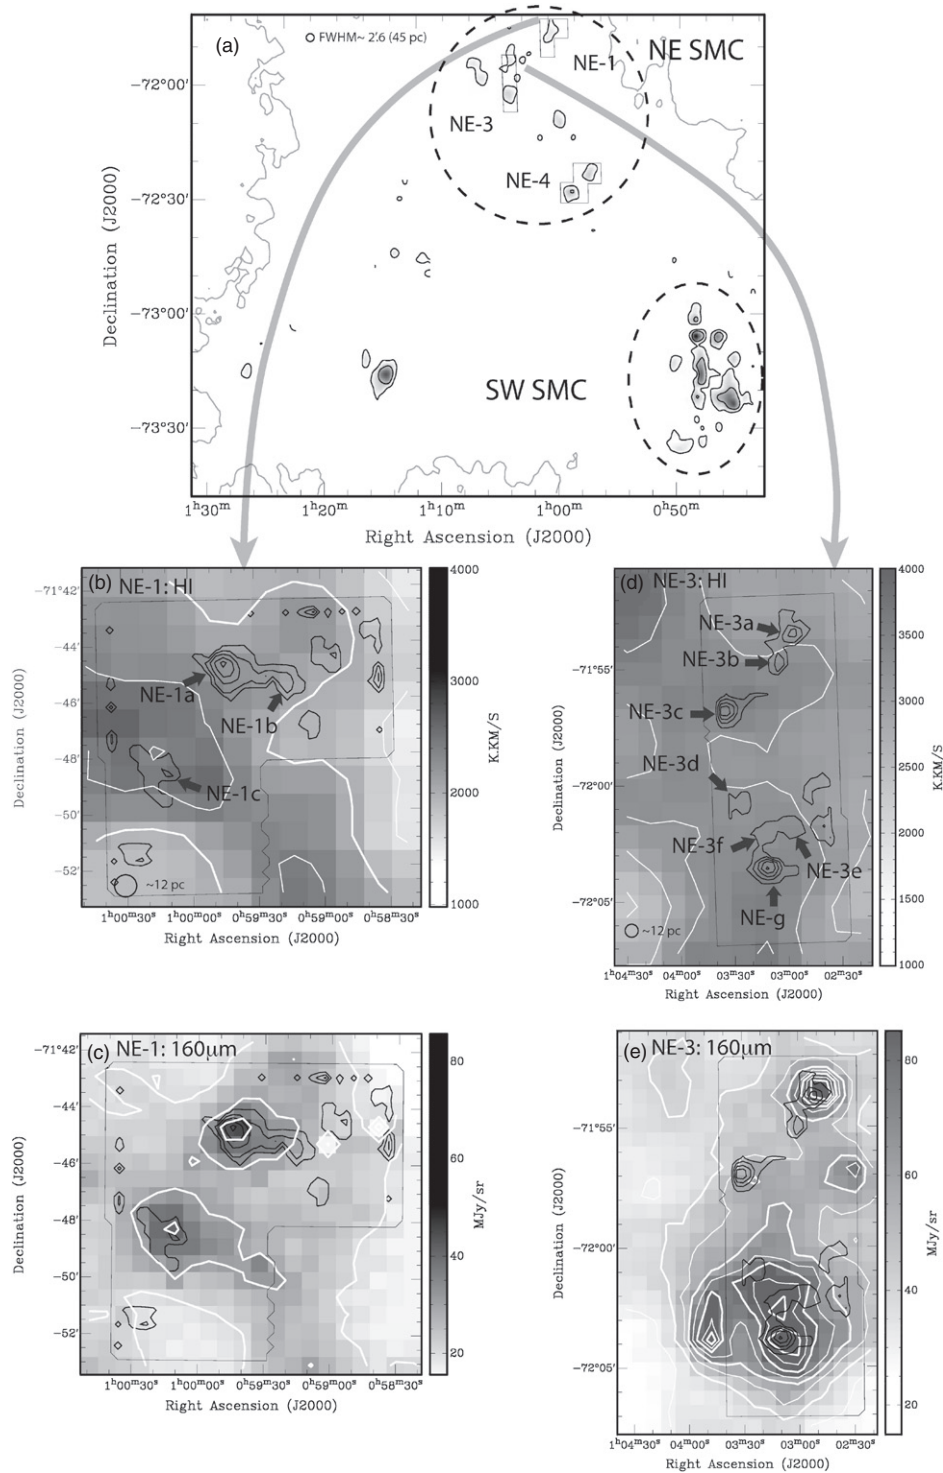 (a)
FWHM~ 2.′6 (45 pc)
NE SMC
NE-1
NE-3
NE-4
SW SMC
−72°00′
−72°30′
−73°00′
−73°30′
Declination (J2000)
1ʰ30ᵐ 1ʰ20ᵐ 1ʰ10ᵐ 1ʰ00ᵐ 0ʰ50ᵐ
Right Ascension (J2000)
(b) NE-1: HI
−71°42′
−44′
−46′
−48′
−50′
−52′
Declination (J2000)
NE-1a
NE-1b
NE-1c
~12 pc
1ʰ00ᵐ30ˢ 1ʰ00ᵐ00ˢ 0ʰ59ᵐ30ˢ 0ʰ59ᵐ00ˢ 0ʰ58ᵐ30ˢ
Right Ascension (J2000)
4000
3000
2000
1000
K.KM/S
(d) NE-3: HI
NE-3a
NE-3b
NE-3c
NE-3d
NE-3f
NE-3e
NE-g
~12 pc
−71°55′
−72°00′
−72°05′
Declination (J2000)
1ʰ04ᵐ30ˢ 04ᵐ00ˢ 03ᵐ30ˢ 03ᵐ00ˢ 02ᵐ30ˢ
Right Ascension (J2000)
4000
3500
3000
2500
2000
1500
1000
K.KM/S
(c) NE-1: 160μm
−71°42′
−44′
−46′
−48′
−50′
−52′
Declination (J2000)
1ʰ00ᵐ30ˢ 1ʰ00ᵐ00ˢ 0ʰ59ᵐ30ˢ 0ʰ59ᵐ00ˢ 0ʰ58ᵐ30ˢ
Right Ascension (J2000)
80
60
40
20
MJy/sr
(e) NE-3: 160μm
−71°55′
−72°00′
−72°05′
Declination (J2000)
1ʰ04ᵐ30ˢ 04ᵐ00ˢ 03ᵐ30ˢ 03ᵐ00ˢ 02ᵐ30ˢ
Right Ascension (J2000)
80
60
40
20
MJy/sr